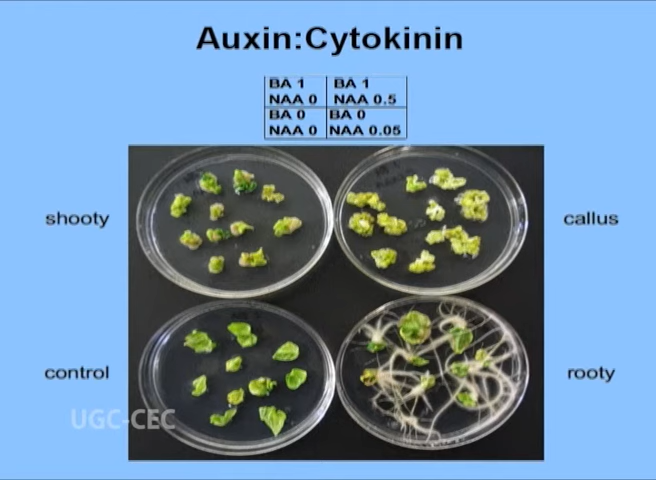 Auxin:Cytokinin
BA 1 BA 1
NAA 0 NAA 0.5
BA 0 BA 0
NAA 0 NAA 0.05
shooty
callus
control
rooty
UGC-CEC